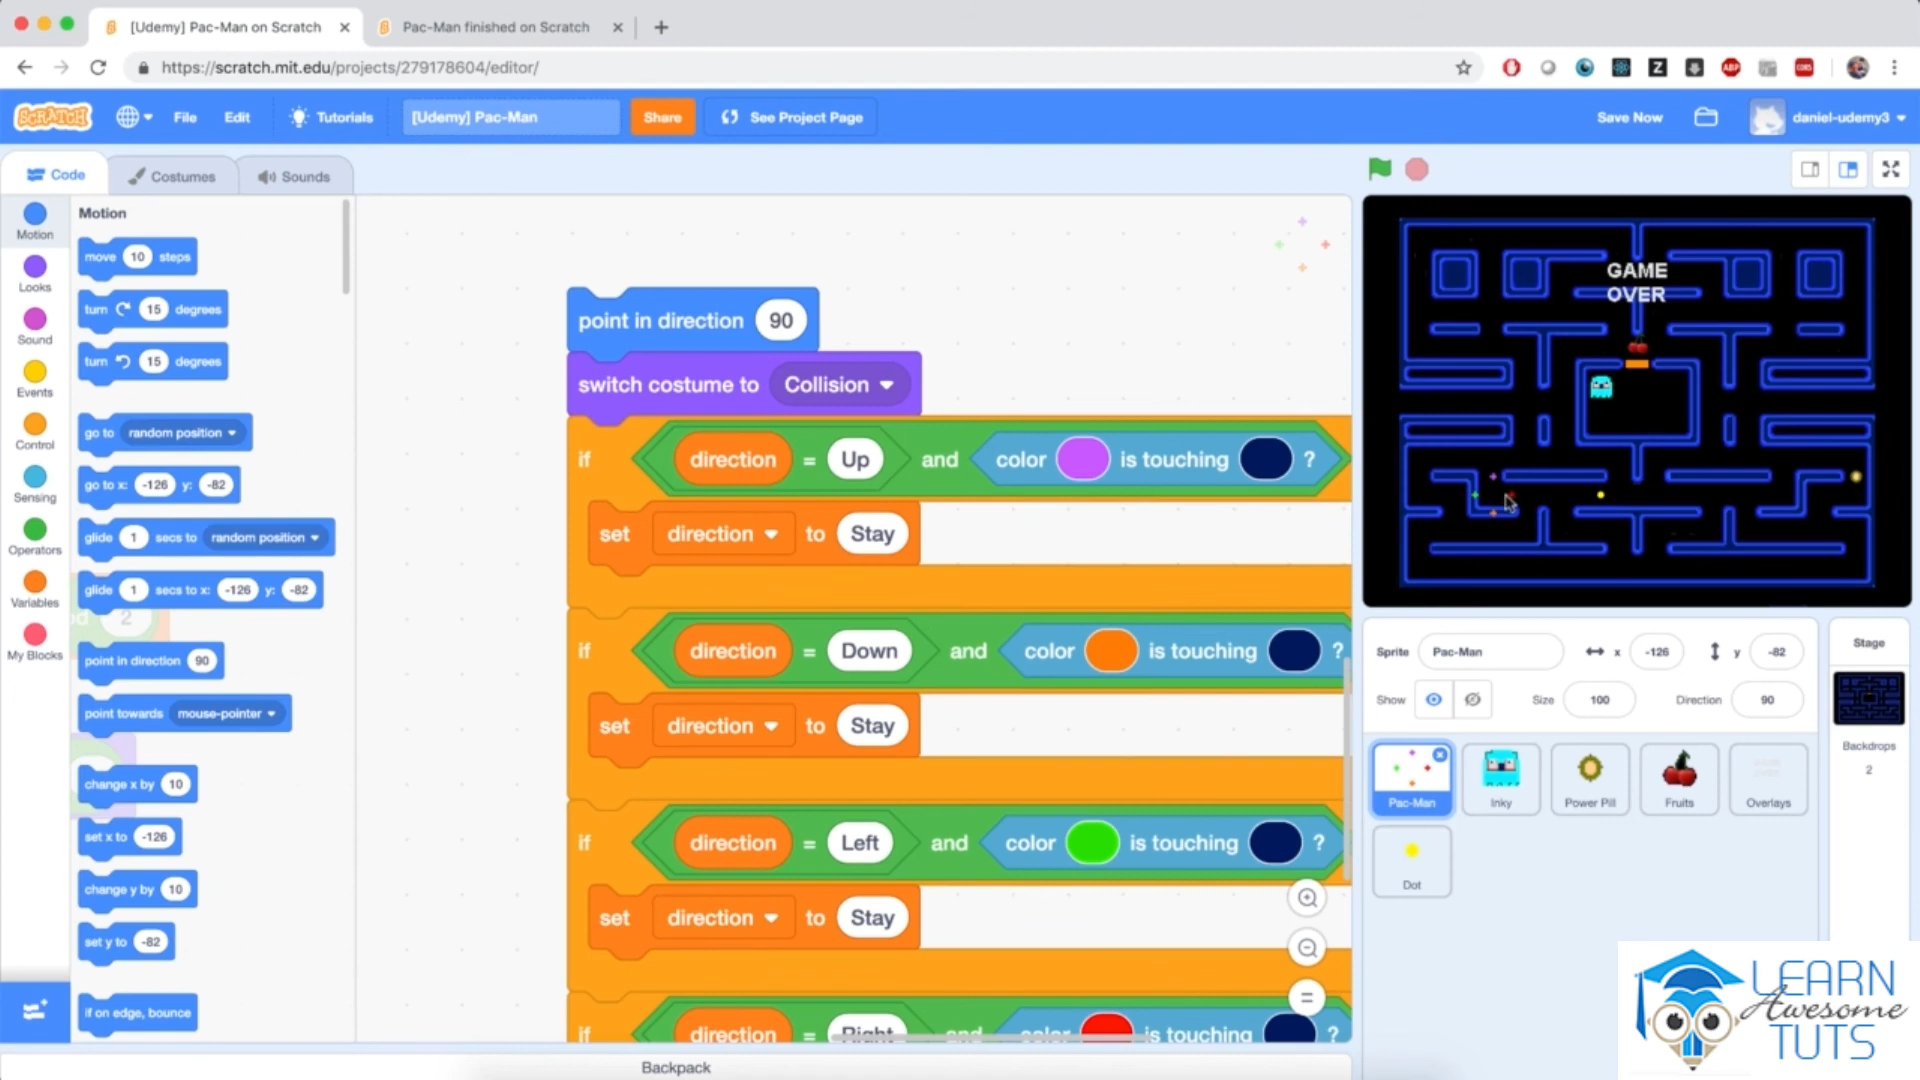 [Udemy] Pac-Man on Scratch
Pac-Man finished on Scratch
https://scratch.mit.edu/projects/279178604/editor/
ABP
CORS
SCRATCH
File
Edit
Tutorials
[Udemy] Pac-Man
Share
See Project Page
Save Now
daniel-udemy3
Code
Costumes
Sounds
Motion
Looks
Sound
Events
Control
Sensing
Operators
Variables
My Blocks
Motion
move 10 steps
turn 15 degrees
turn 15 degrees
go to random position
go to x: -126 y: -82
glide 1 secs to random position
glide 1 secs to x: -126 y: -82
2
point in direction 90
point towards mouse-pointer
change x by 10
set x to -126
change y by 10
set y to -82
if on edge, bounce
point in direction 90
switch costume to Collision
if direction = Up and color is touching ?
set direction to Stay
if direction = Down and color is touching ?
set direction to Stay
if direction = Left and color is touching ?
set direction to Stay
if direction = Right and color is touching ?
Backpack
GAME
OVER
Sprite Pac-Man x -126 y -82
Show Size 100 Direction 90
Pac-Man
Inky
Power Pill
Fruits
Overlays
Dot
Stage
Backdrops
2
LEARN
Awesome
TUTS